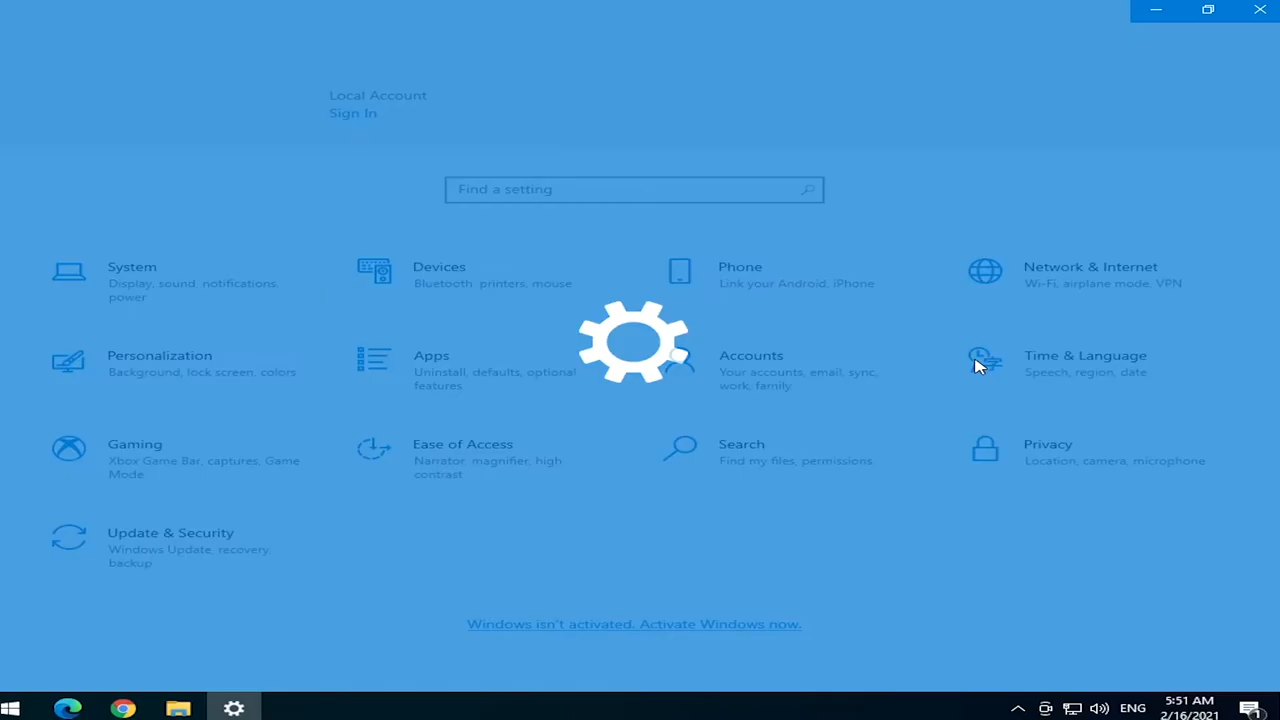 Local Account
Sign In
Find a setting
System
Display, sound, notifications,
power
Devices
Bluetooth, printers, mouse
Phone
Link your Android, iPhone
Network & Internet
Wi-Fi, airplane mode, VPN
Personalization
Background, lock screen, colors
Apps
Uninstall, defaults, optional
features
Accounts
Your accounts, email, sync,
work, family
Time & Language
Speech, region, date
Gaming
Xbox Game Bar, captures, Game
Mode
Ease of Access
Narrator, magnifier, high
contrast
Search
Find my files, permissions
Privacy
Location, camera, microphone
Update & Security
Windows Update, recovery,
backup
Windows isn't activated. Activate Windows now.
ENG
5:51 AM
2/16/2021
1